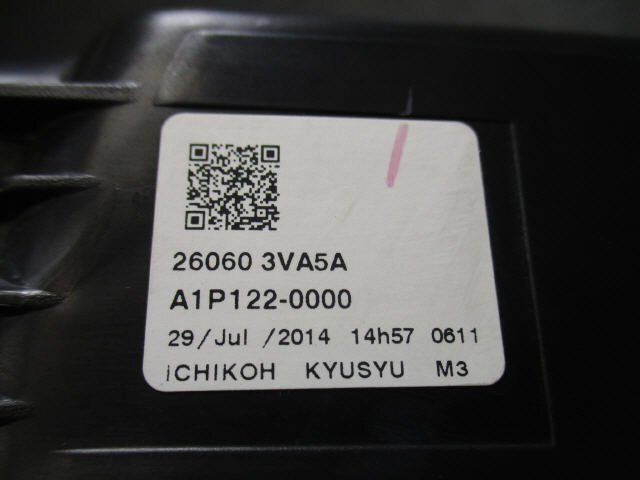 26060 3VA5A
A1P122-0000
29/Jul /2014 14h57 0611
ICHIKOH KYUSYU M3